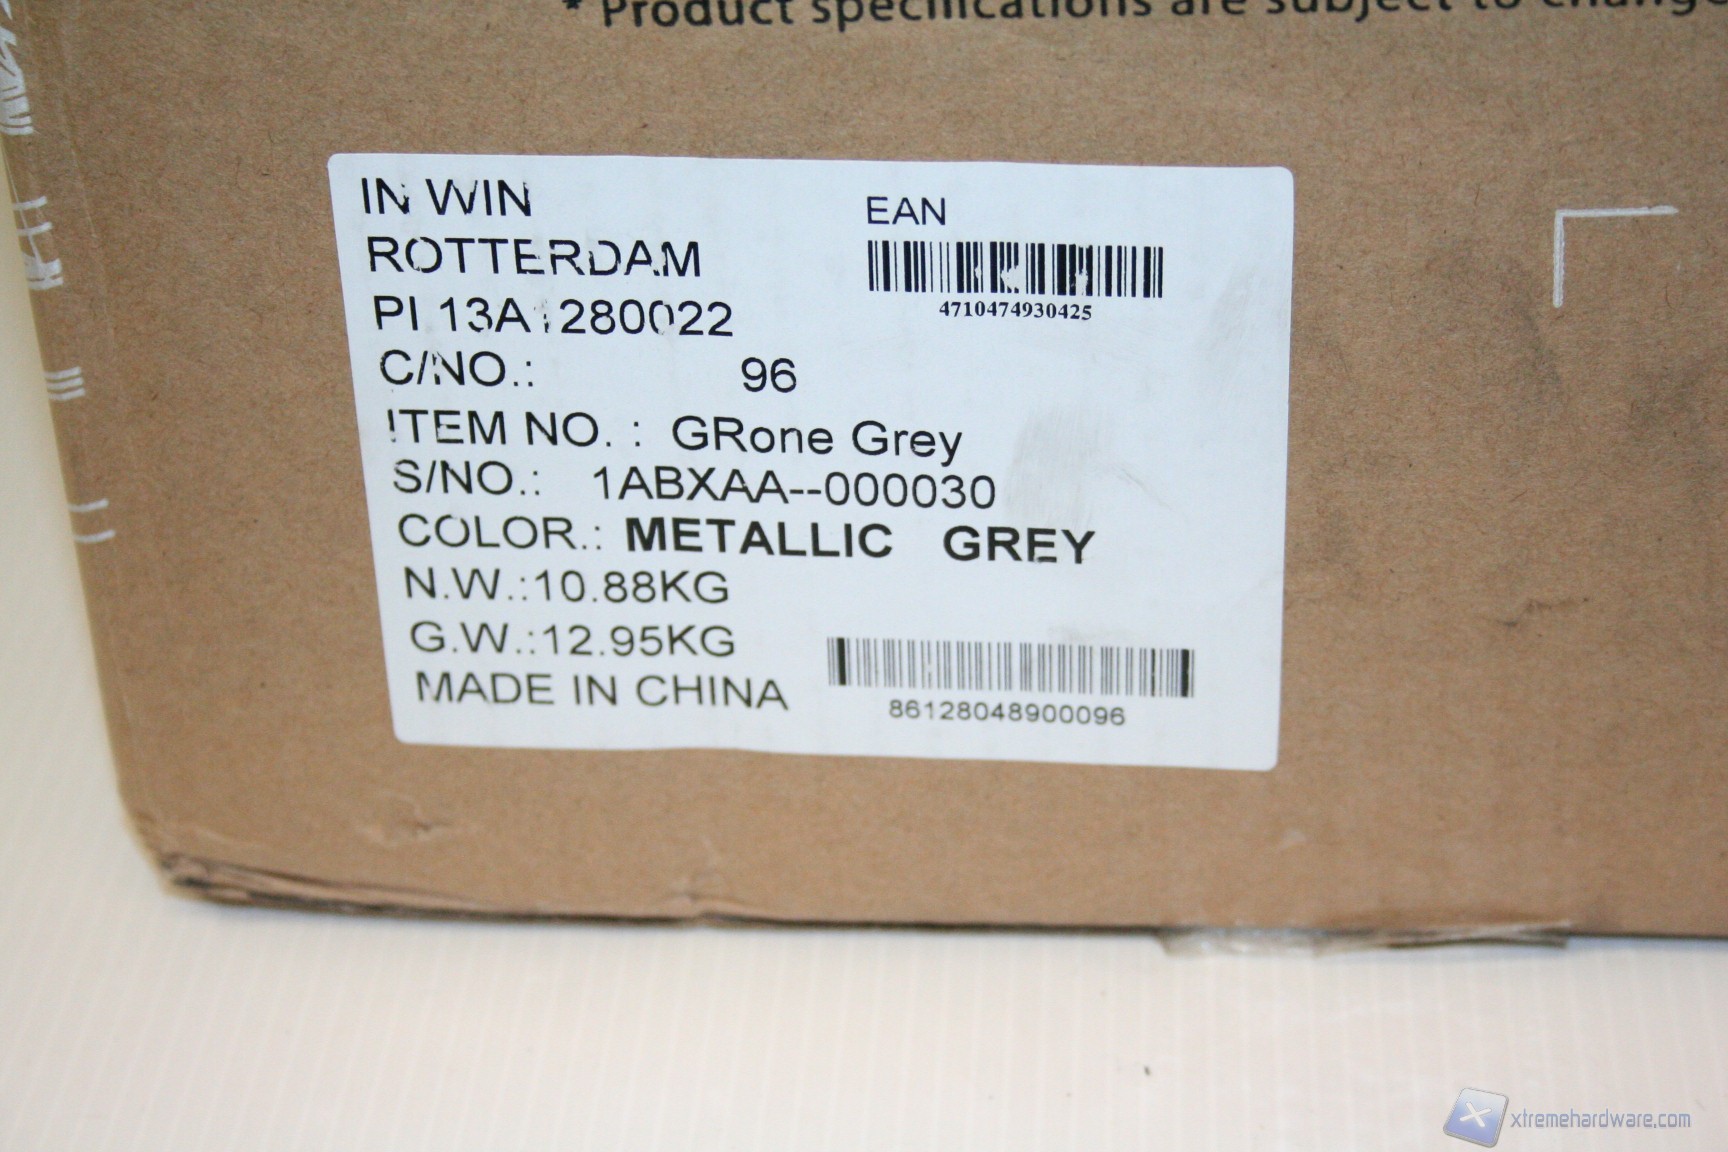 * Product specifications are subject to change
IN WIN
ROTTERDAM
PI 13A1280022
C/NO.: 96
ITEM NO. : GRone Grey
S/NO.: 1ABXAA--000030
COLOR.: METALLIC GREY
N.W.:10.88KG
G.W.:12.95KG
MADE IN CHINA
EAN
4710474930425
86128048900096
xtremehardware.com